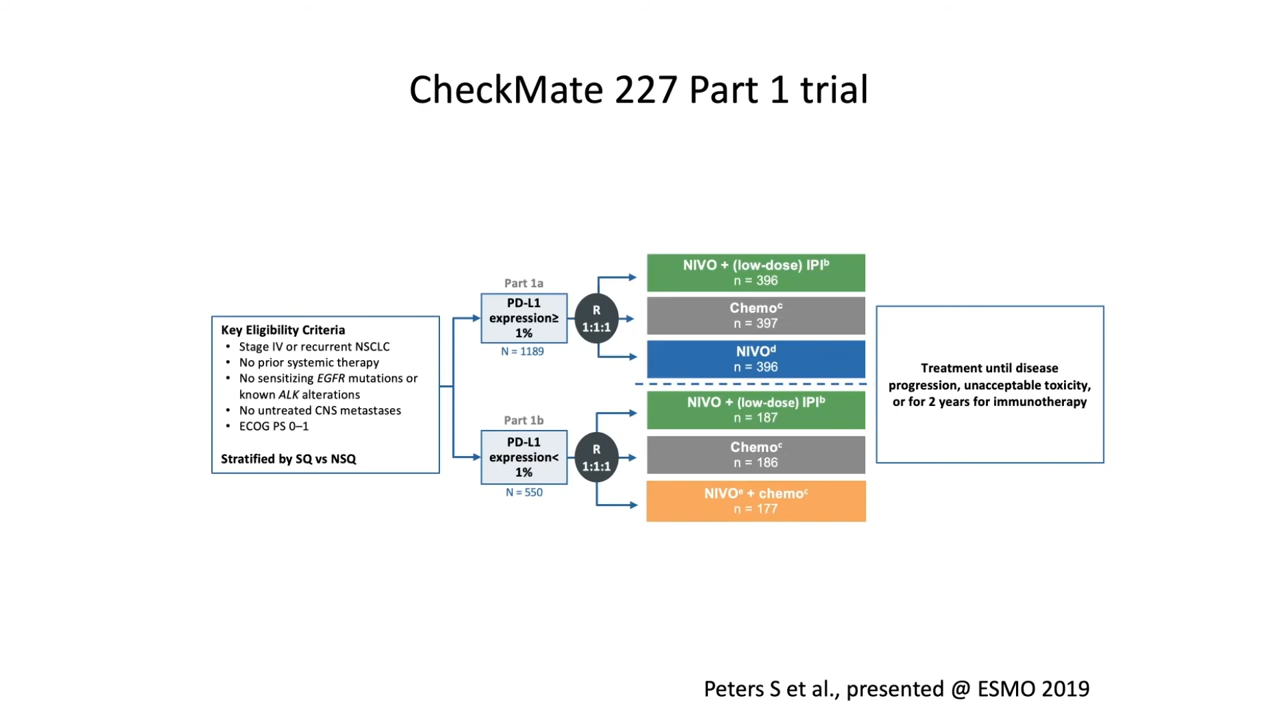 CheckMate 227 Part 1 trial
Key Eligibility Criteria
• Stage IV or recurrent NSCLC
• No prior systemic therapy
• No sensitizing EGFR mutations or
known ALK alterations
• No untreated CNS metastases
• ECOG PS 0–1
Stratified by SQ vs NSQ
Part 1a
PD-L1
expression≥
1%
N = 1189
R
1:1:1
NIVO + (low-dose) IPIᵇ
n = 396
Chemoᶜ
n = 397
NIVOᵈ
n = 396
Part 1b
PD-L1
expression<
1%
N = 550
R
1:1:1
NIVO + (low-dose) IPIᵇ
n = 187
Chemoᶜ
n = 186
NIVOᵉ + chemoᶜ
n = 177
Treatment until disease
progression, unacceptable toxicity,
or for 2 years for immunotherapy
Peters S et al., presented @ ESMO 2019